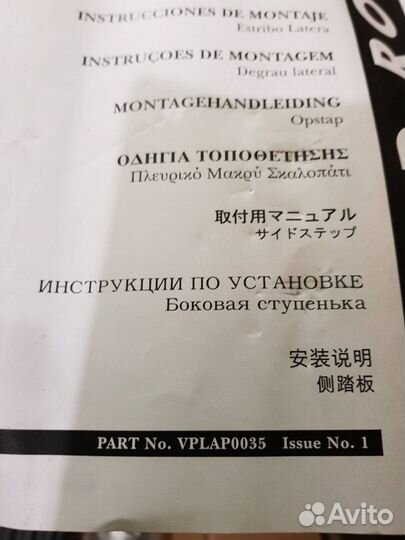 INSTRUCCIONES DE MONTAJE
Estribo Latera
INSTRUÇOES DE MONTAGEM
Degrau lateral
MONTAGEHANDLEIDING
Opstap
ΟΔΗΓΙΑ ΤΟΠΟΘΕΤΗΣΗΣ
Πλευρικό Μακρύ Σκαλοπάτι
取付用マニュアル
サイドステップ
ИНСТРУКЦИИ ПО УСТАНОВКЕ
Боковая ступенька
安装说明
侧踏板
PART No. VPLAP0035 Issue No. 1
Avito